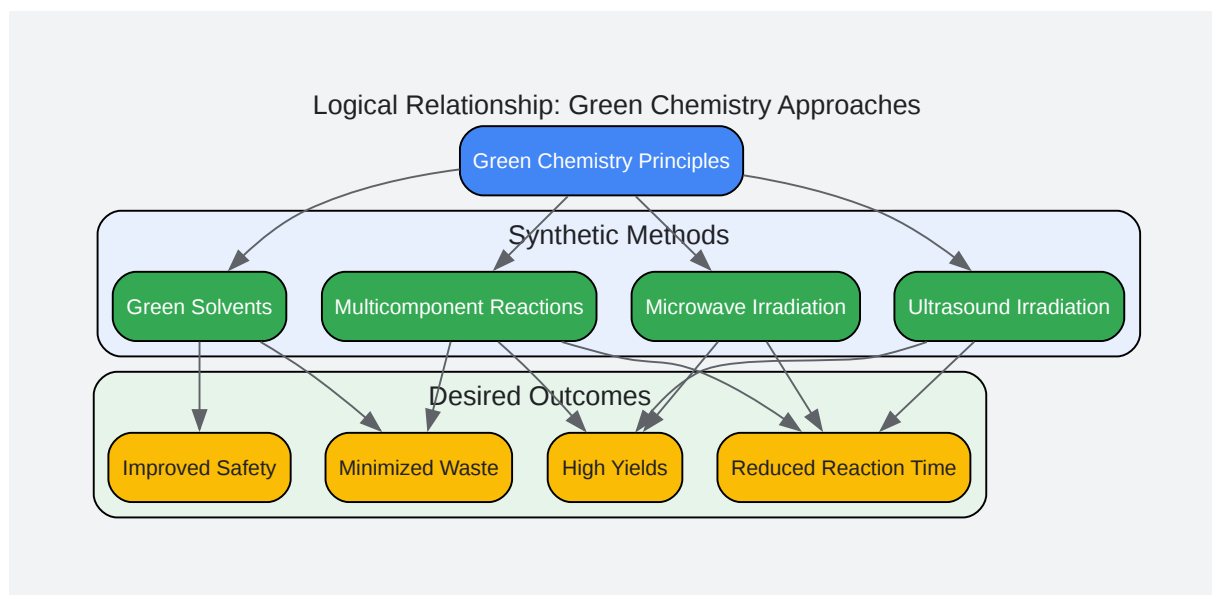 Logical Relationship: Green Chemistry Approaches
Green Chemistry Principles
Synthetic Methods
Green Solvents
Multicomponent Reactions
Microwave Irradiation
Ultrasound Irradiation
Desired Outcomes
Improved Safety
Minimized Waste
High Yields
Reduced Reaction Time